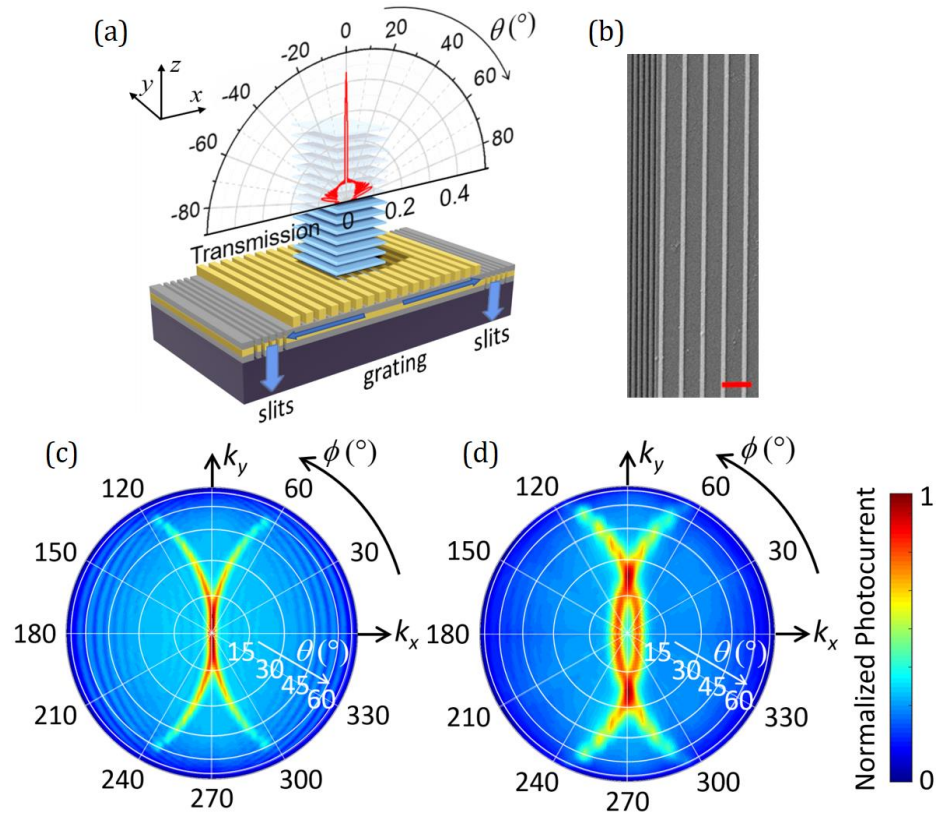 (a)
θ(°)
-80
-60
-40
-20
0
20
40
60
80
z
y
x
Transmission
0
0.2
0.4
slits
grating
slits
(b)
(c)
k_y
ϕ(°)
120
60
150
30
180
k_x
15
30
45
60
θ(°)
210
330
240
270
300
(d)
k_y
ϕ(°)
120
60
150
30
180
k_x
15
30
45
60
θ(°)
210
330
240
270
300
Normalized Photocurrent
1
0